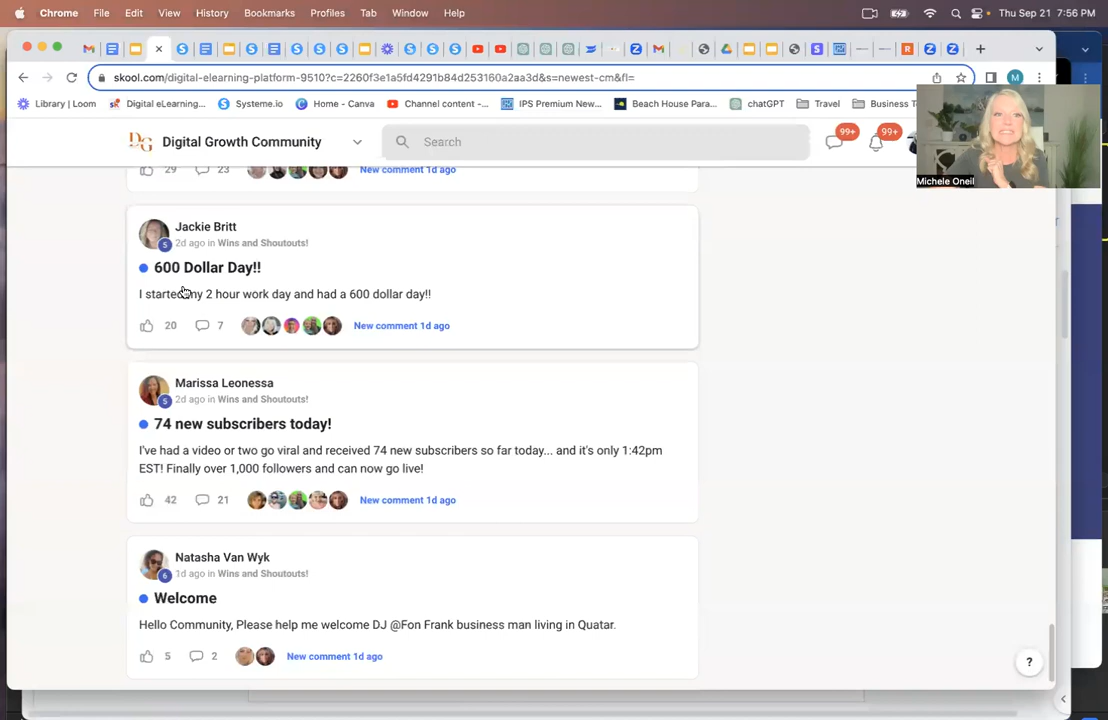 Chrome File Edit View History Bookmarks Profiles Tab Window Help Thu Sep 21 7:56 PM
skool.com/digital-elearning-platform-9510?c=2260f3e1a5fd4291b84d253160a2aa3d&s=newest-cm&fl=
Library | Loom Digital eLearning... Systeme.io Home - Canva Channel content -... IPS Premium New... Beach House Para... chatGPT Travel Business T
Digital Growth Community Search 99+ 99+
29 23 New comment 1d ago
Michele Oneil
Jackie Britt
5 2d ago in Wins and Shoutouts!
600 Dollar Day!!
I started my 2 hour work day and had a 600 dollar day!!
20 7 New comment 1d ago
Marissa Leonessa
5 2d ago in Wins and Shoutouts!
74 new subscribers today!
I've had a video or two go viral and received 74 new subscribers so far today... and it's only 1:42pm
EST! Finally over 1,000 followers and can now go live!
42 21 New comment 1d ago
Natasha Van Wyk
6 1d ago in Wins and Shoutouts!
Welcome
Hello Community, Please help me welcome DJ @Fon Frank business man living in Quatar.
5 2 New comment 1d ago
?